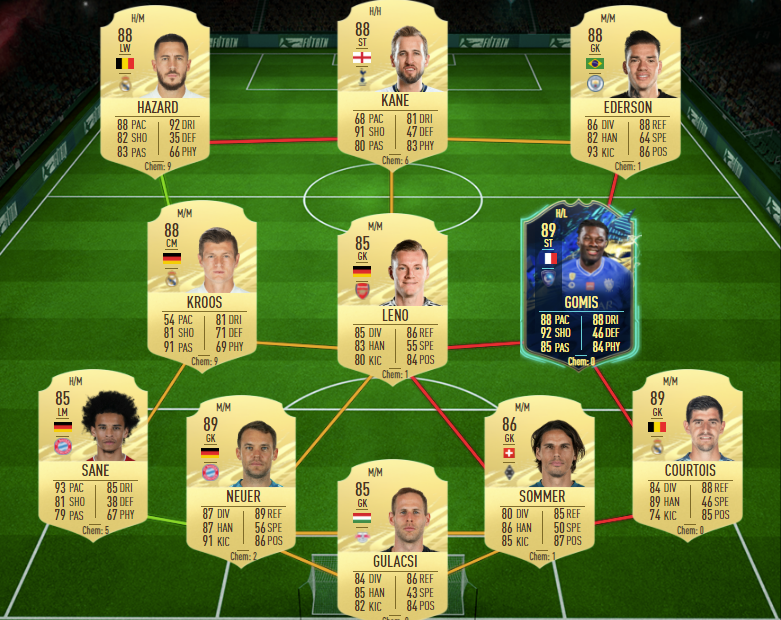 H/M
88
LW
HAZARD
88 PAC 92 DRI
82 SHO 35 DEF
83 PAS 66 PHY
Chem: 9
H/H
88
ST
KANE
68 PAC 81 DRI
91 SHO 47 DEF
80 PAS 83 PHY
Chem: 6
M/M
88
GK
EDERSON
86 DIV 88 REF
82 HAN 64 SPE
93 KIC 86 POS
Chem: 1
M/M
88
CM
KROOS
54 PAC 81 DRI
81 SHO 71 DEF
91 PAS 69 PHY
Chem: 9
M/M
85
GK
LENO
85 DIV 86 REF
83 HAN 55 SPE
80 KIC 84 POS
Chem: 1
H/L
89
ST
GOMIS
88 PAC 88 DRI
92 SHO 46 DEF
85 PAS 84 PHY
Chem: 0
H/M
85
LM
SANE
93 PAC 85 DRI
81 SHO 38 DEF
79 PAS 67 PHY
Chem: 5
M/M
89
GK
NEUER
87 DIV 89 REF
87 HAN 56 SPE
91 KIC 86 POS
Chem: 2
M/M
85
GK
GULACSI
84 DIV 86 REF
85 HAN 43 SPE
82 KIC 84 POS
M/M
86
GK
SOMMER
80 DIV 85 REF
86 HAN 50 SPE
85 KIC 87 POS
Chem: 1
M/M
89
GK
COURTOIS
84 DIV 88 REF
89 HAN 46 SPE
74 KIC 85 POS
Chem: 0